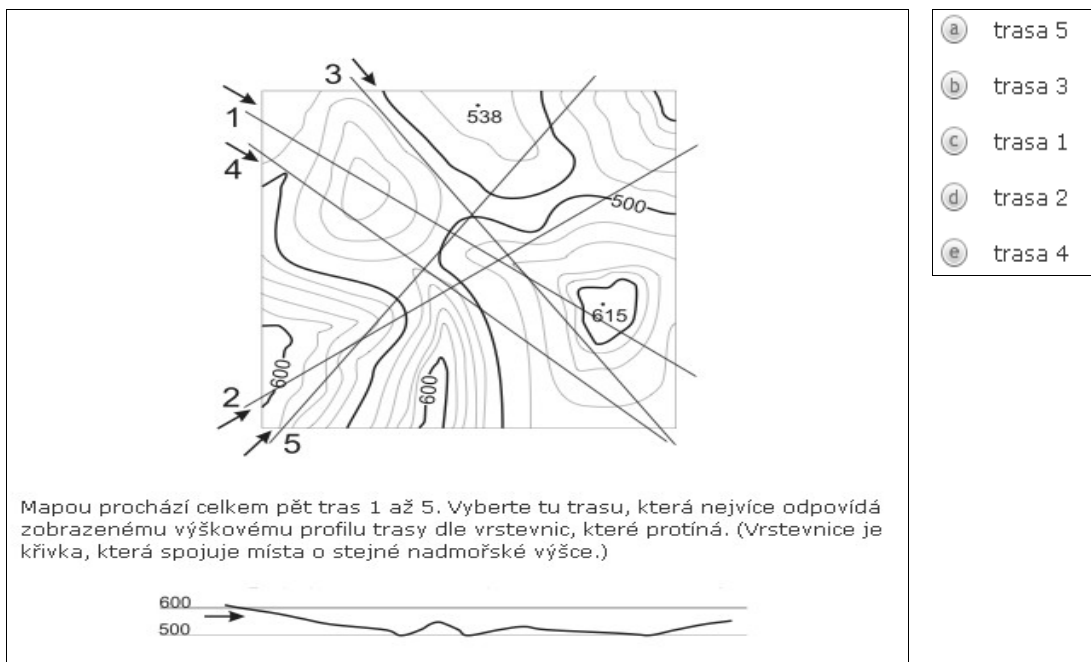 3
538
1
4
500
615
600
600
2
5
Mapou prochází celkem pět tras 1 až 5. Vyberte tu trasu, která nejvíce odpovídá
zobrazenému výškovému profilu trasy dle vrstevnic, které protíná. (Vrstevnice je
křivka, která spojuje místa o stejné nadmořské výšce.)
600
500
a trasa 5
b trasa 3
c trasa 1
d trasa 2
e trasa 4